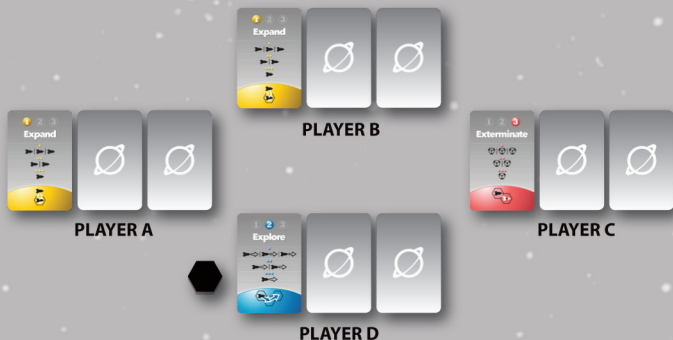 1 2 3
Expand
PLAYER B
1 2 3
Expand
PLAYER A
1 2 3
Exterminate
PLAYER C
1 2 3
Explore
PLAYER D